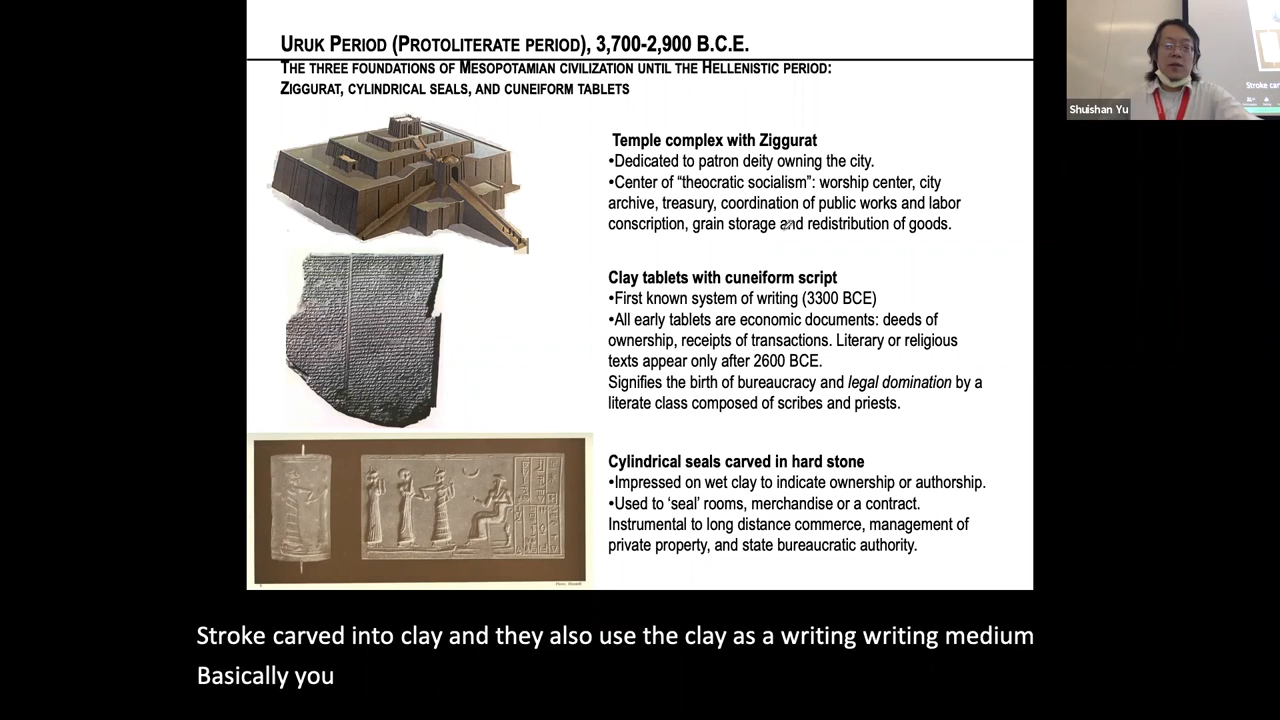 URUK PERIOD (PROTOLITERATE PERIOD), 3,700-2,900 B.C.E.
THE THREE FOUNDATIONS OF MESOPOTAMIAN CIVILIZATION UNTIL THE HELLENISTIC PERIOD:
ZIGGURAT, CYLINDRICAL SEALS, AND CUNEIFORM TABLETS
Temple complex with Ziggurat
•Dedicated to patron deity owning the city.
•Center of “theocratic socialism”: worship center, city
archive, treasury, coordination of public works and labor
conscription, grain storage and redistribution of goods.
Clay tablets with cuneiform script
•First known system of writing (3300 BCE)
•All early tablets are economic documents: deeds of
ownership, receipts of transactions. Literary or religious
texts appear only after 2600 BCE.
Signifies the birth of bureaucracy and legal domination by a
literate class composed of scribes and priests.
Cylindrical seals carved in hard stone
•Impressed on wet clay to indicate ownership or authorship.
•Used to ‘seal’ rooms, merchandise or a contract.
Instrumental to long distance commerce, management of
private property, and state bureaucratic authority.
Shuishan Yu
Stroke car
Stroke carved into clay and they also use the clay as a writing writing medium
Basically you